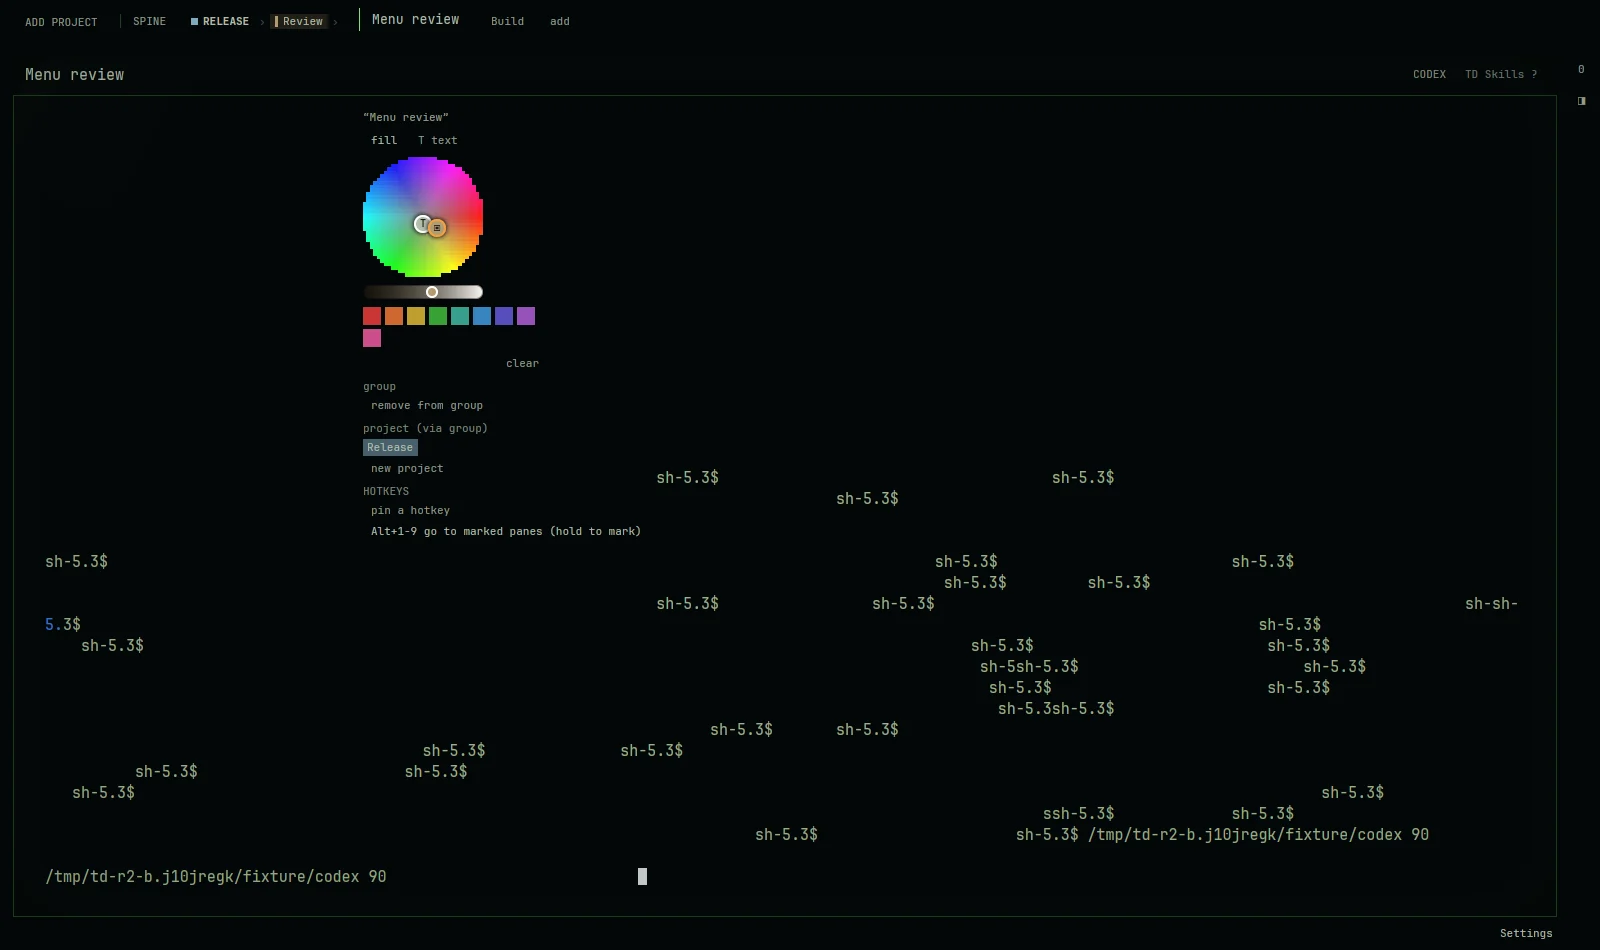 ADD PROJECT SPINE RELEASE › Review › Menu review Build add
Menu review CODEX TD Skills ? 0
“Menu review”
fill T text
T
clear
group
remove from group
project (via group)
Release
new project
sh-5.3$ sh-5.3$
HOTKEYS
sh-5.3$
pin a hotkey
Alt+1-9 go to marked panes (hold to mark)
sh-5.3$ sh-5.3$ sh-5.3$
sh-5.3$ sh-5.3$
sh-5.3$ sh-5.3$ sh-sh-
5.3$ sh-5.3$
sh-5.3$ sh-5.3$ sh-5.3$
sh-5sh-5.3$ sh-5.3$
sh-5.3$ sh-5.3$
sh-5.3sh-5.3$
sh-5.3$ sh-5.3$
sh-5.3$ sh-5.3$
sh-5.3$ sh-5.3$
sh-5.3$ sh-5.3$
ssh-5.3$ sh-5.3$
sh-5.3$ sh-5.3$ /tmp/td-r2-b.j10jregk/fixture/codex 90
/tmp/td-r2-b.j10jregk/fixture/codex 90
Settings